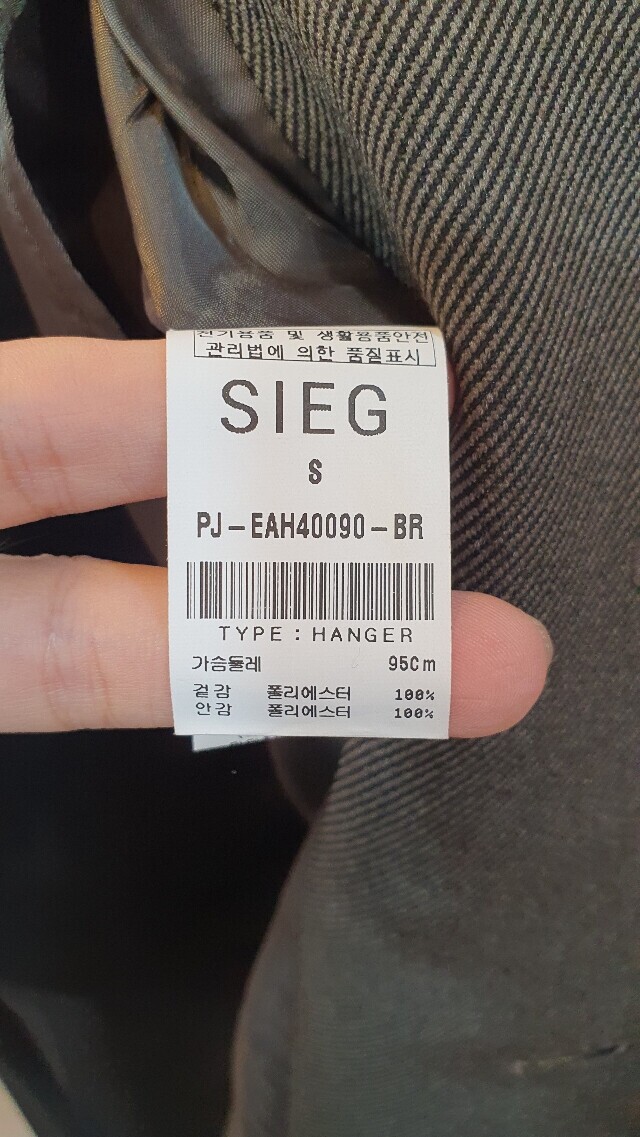 전기용품 및 생활용품안전
관리법에 의한 품질표시
SIEG
S
PJ-EAH40090-BR
TYPE : HANGER
가슴둘레 95Cm
겉감 폴리에스터 100%
안감 폴리에스터 100%